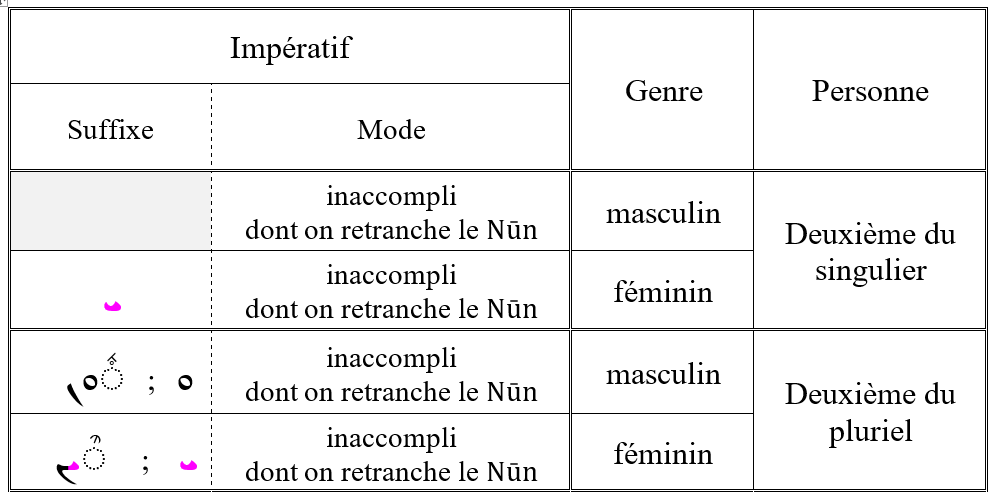 Impératif
Genre
Personne
Suffixe
Mode
inaccompli
dont on retranche le Nūn
masculin
Deuxième du
singulier
ܝ
inaccompli
dont on retranche le Nūn
féminin
ܘ ; ◌ܽܘܢ
inaccompli
dont on retranche le Nūn
masculin
Deuxième du
pluriel
ܝ ; ◌ܶܝܢ
inaccompli
dont on retranche le Nūn
féminin